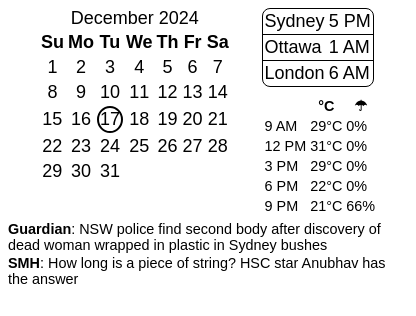 December 2024
Su Mo Tu We Th Fr Sa
1 2 3 4 5 6 7
8 9 10 11 12 13 14
15 16 17 18 19 20 21
22 23 24 25 26 27 28
29 30 31
Sydney 5 PM
Ottawa 1 AM
London 6 AM
°C ☂
9 AM 29°C 0%
12 PM 31°C 0%
3 PM 29°C 0%
6 PM 22°C 0%
9 PM 21°C 66%
Guardian: NSW police find second body after discovery of
dead woman wrapped in plastic in Sydney bushes
SMH: How long is a piece of string? HSC star Anubhav has
the answer